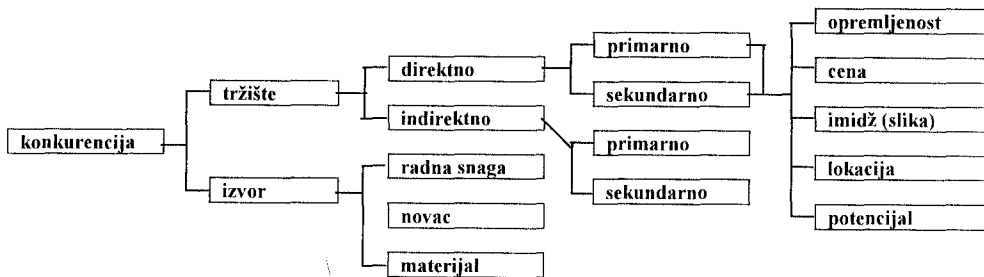 konkurencija
tržište
izvor
direktno
indirektno
radna snaga
novac
materijal
primarno
sekundarno
primarno
sekundarno
opremljenost
cena
imidž (slika)
lokacija
potencijal